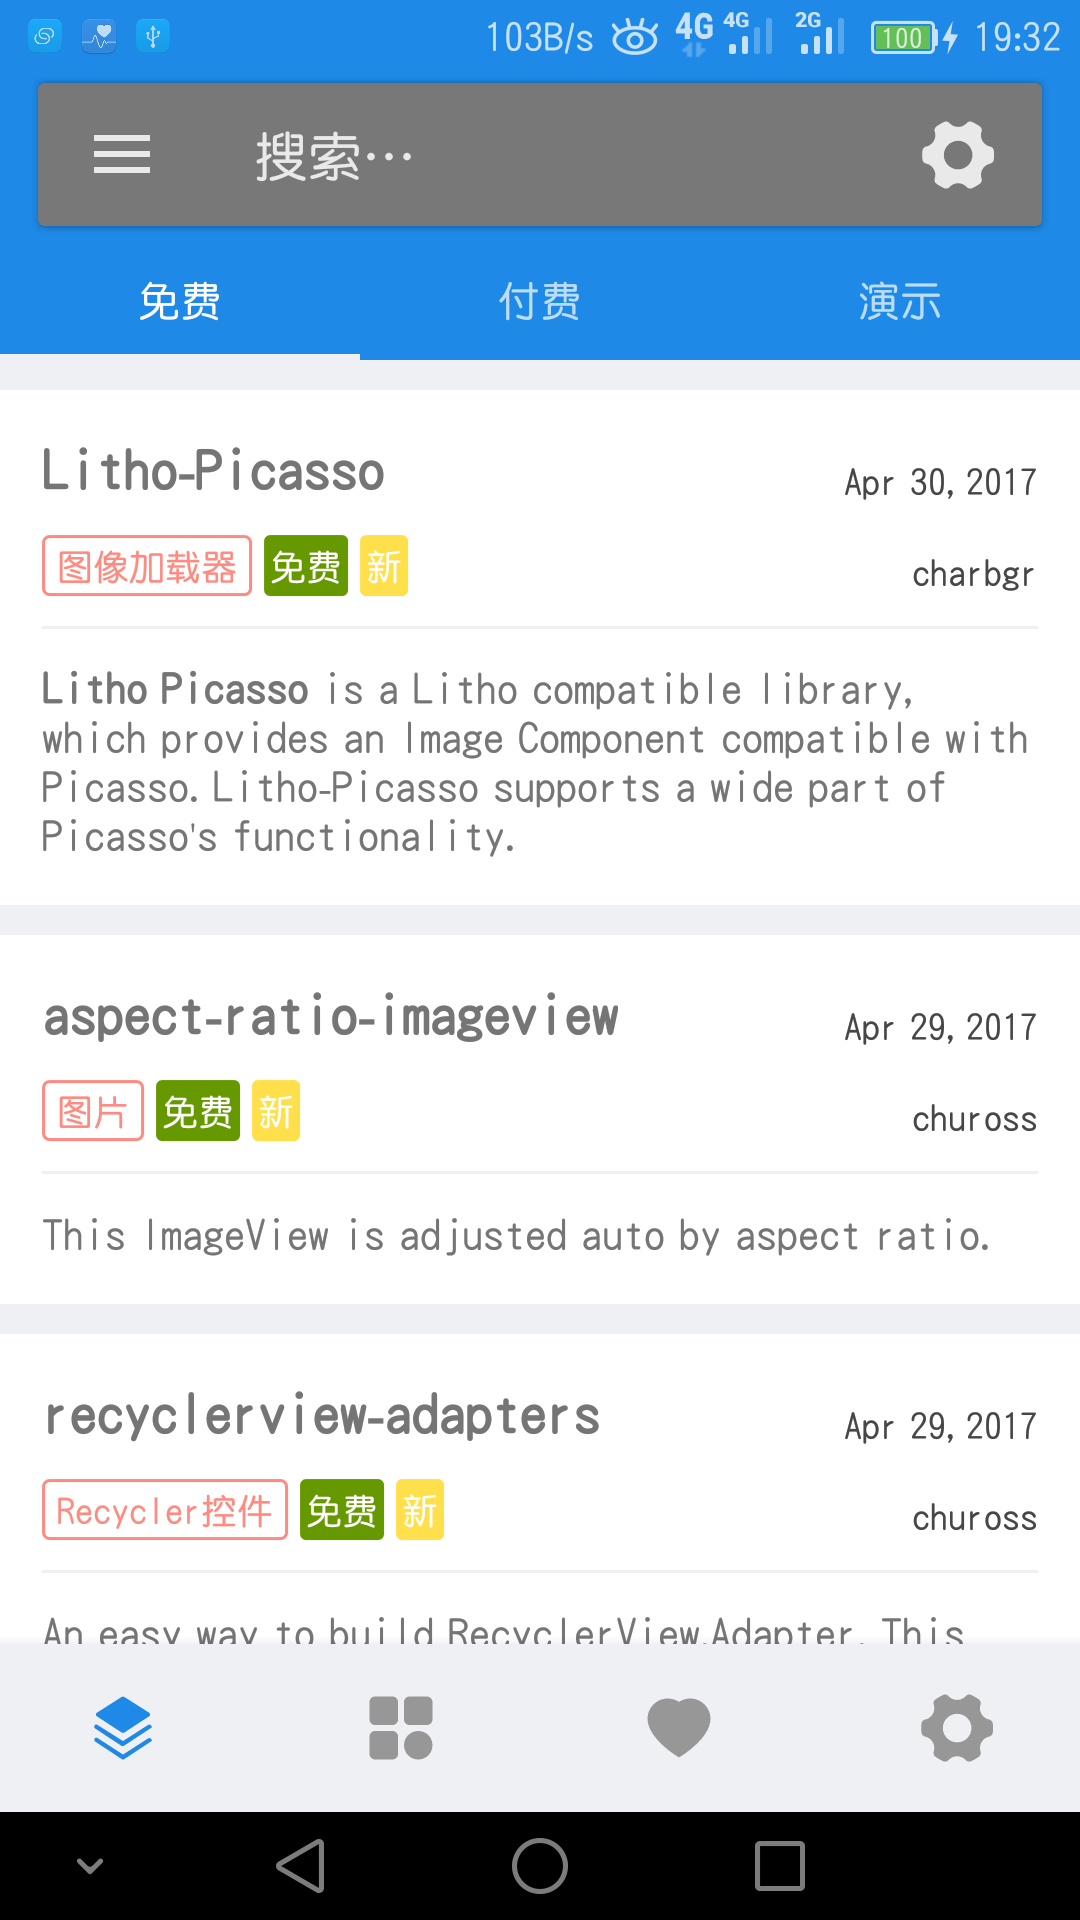 103B/s 4G 4G 2G 100 19:32
搜索…
免费 付费 演示
Litho-Picasso
Apr 30, 2017
图像加载器 免费 新
charbgr
Litho Picasso is a Litho compatible library,
which provides an Image Component compatible with
Picasso. Litho-Picasso supports a wide part of
Picasso's functionality.
aspect-ratio-imageview
Apr 29, 2017
图片 免费 新
chuross
This ImageView is adjusted auto by aspect ratio.
recyclerview-adapters
Apr 29, 2017
Recycler控件 免费 新
chuross
An easy way to build RecyclerView.Adapter. This